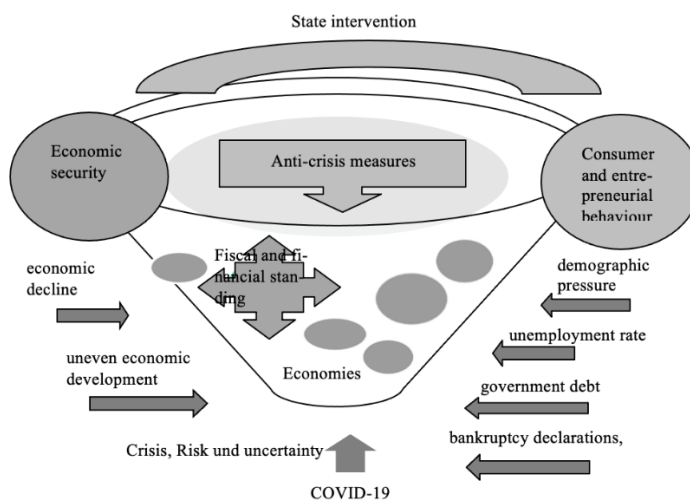 State intervention
Economic
security
Anti-crisis measures
Consumer
and entre-
preneurial
behaviour
Fiscal and fi-
nancial stan-
ding
economic
decline
demographic
pressure
uneven economic
development
unemployment rate
Economies
government debt
Crisis, Risk und uncertainty
bankruptcy declarations,
COVID-19